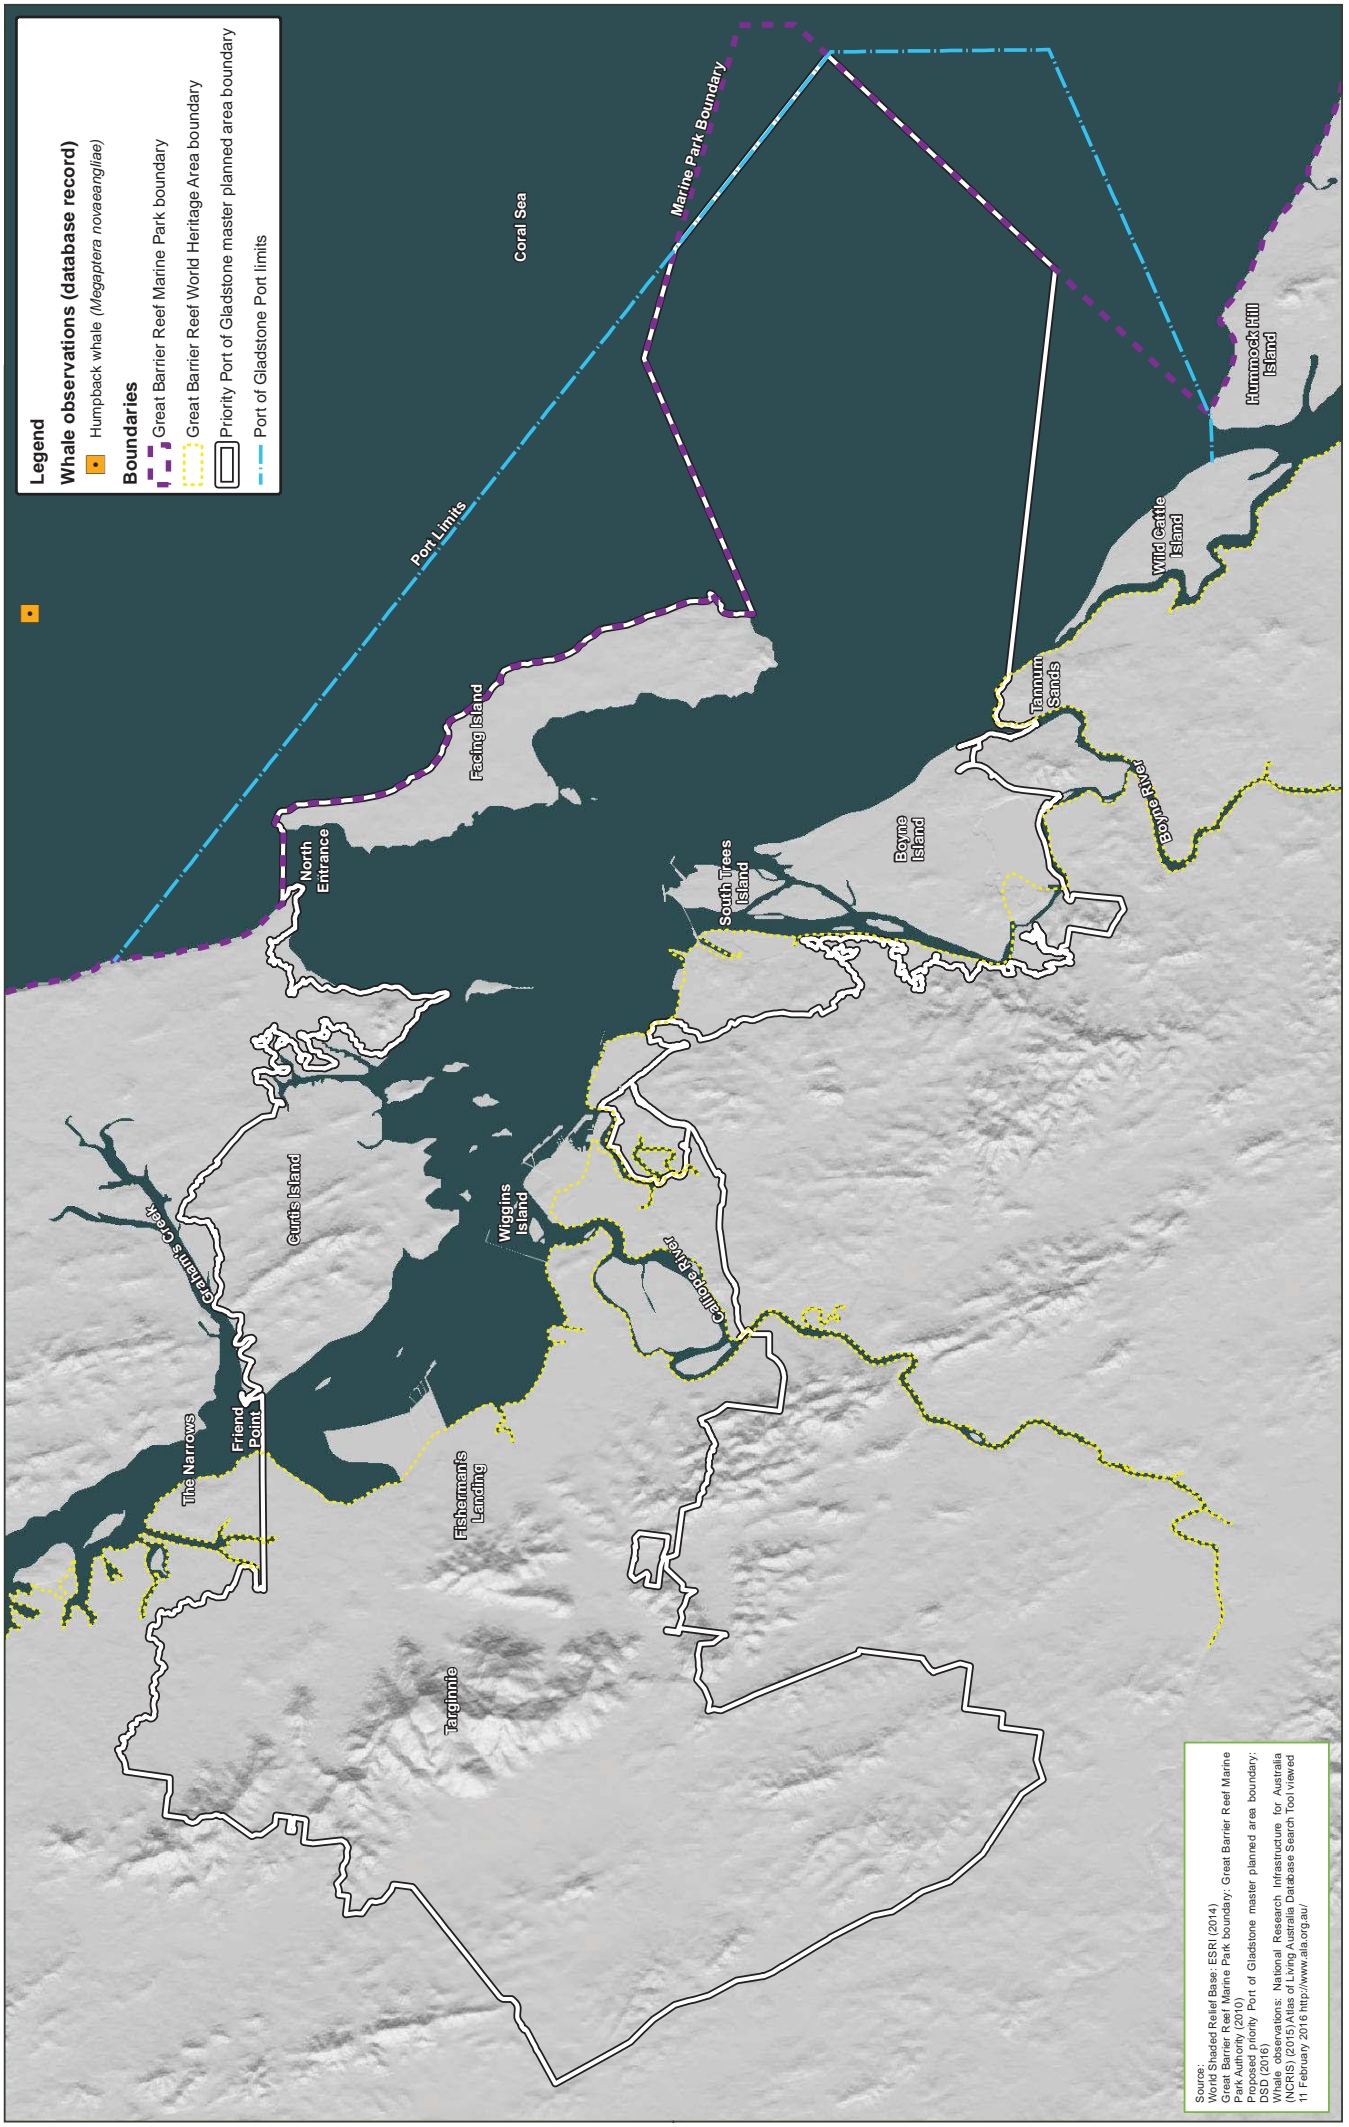 Legend
Whale observations (database record)
Humpback whale (Megaptera novaeangliae)
Boundaries
Great Barrier Reef Marine Park boundary
Great Barrier Reef World Heritage Area boundary
Priority Port of Gladstone master planned area boundary
Port of Gladstone Port limits
Coral Sea
Marine Park Boundary
Port Limits
Facing Island
North
Entrance
Graham's Creek
Curtis Island
The Narrows
Friend
Point
Fisherman's
Landing
Targinnie
Wiggins
Island
Calliope River
South Trees
Island
Boyne
Island
Boyne River
Tannum
Sands
Wild Cattle
Island
Hummock Hill
Island
Source:
World Shaded Relief Base: ESRI (2014)
Great Barrier Reef Marine Park boundary: Great Barrier Reef Marine
Park Authority (2010)
Proposed priority Port of Gladstone master planned area boundary:
DSD (2016)
Whale observations: National Research Infrastructure for Australia
(NCRIS) (2015) Atlas of Living Australia Database Search Tool viewed
11 February 2016 http://www.ala.org.au/